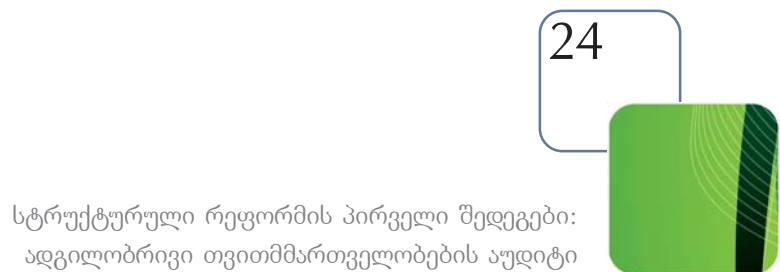 24
სტრუქტურული რეფორმის პირველი შედეგები:
ადგილობრივი თვითმმართველობების აუდიტი